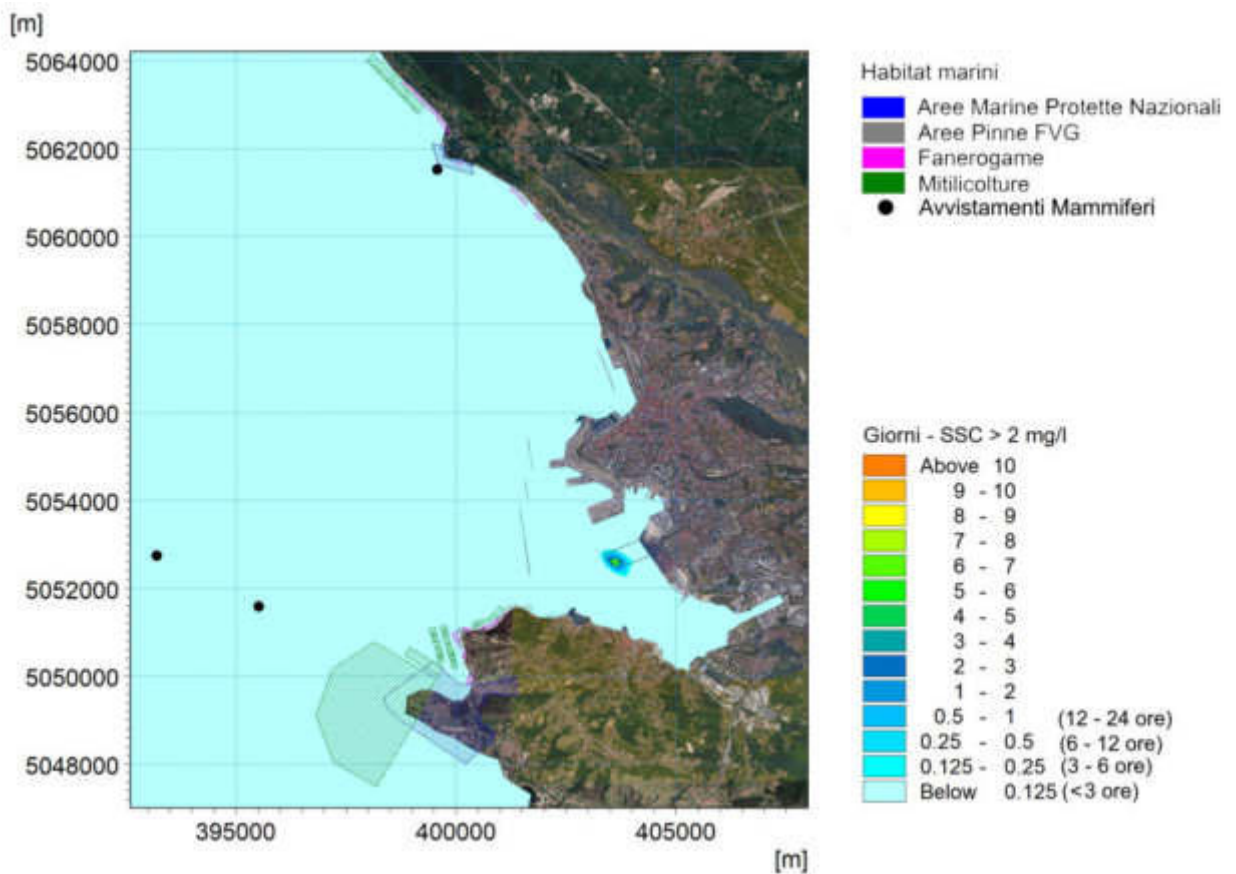 [m]
5064000
5062000
5060000
5058000
5056000
5054000
5052000
5050000
5048000
395000
400000
405000
[m]
Habitat marini
Aree Marine Protette Nazionali
Aree Pinne FVG
Fanerogame
Mitilicolture
Avvistamenti Mammiferi
Giorni - SSC > 2 mg/l
Above 10
9 - 10
8 - 9
7 - 8
6 - 7
5 - 6
4 - 5
3 - 4
2 - 3
1 - 2
0.5 - 1 (12 - 24 ore)
0.25 - 0.5 (6 - 12 ore)
0.125 - 0.25 (3 - 6 ore)
Below 0.125 (<3 ore)